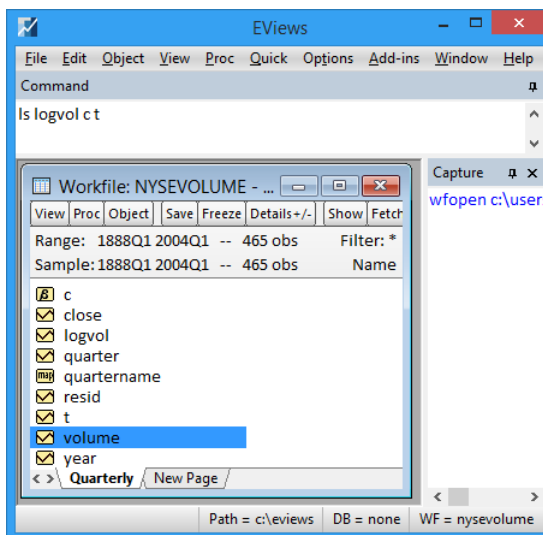 EViews
File Edit Object View Proc Quick Options Add-ins Window Help
Command
ls logvol c t
Capture
wfopen c:\user
Workfile: NYSEVOLUME - ...
View Proc Object Save Freeze Details+/- Show Fetch
Range: 1888Q1 2004Q1 -- 465 obs Filter: *
Sample: 1888Q1 2004Q1 -- 465 obs Name
β c
close
logvol
quarter
map quartername
resid
t
volume
year
< > Quarterly New Page
Path = c:\eviews DB = none WF = nysevolume